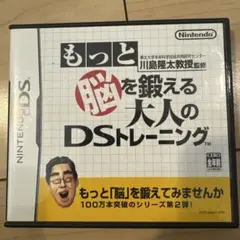 Nintendo
東北大学未来科学技術共同研究センター
川島隆太教授監修
もっと
脳を鍛える
大人の
DSトレーニング
NINTENDO DS
もっと「脳」を鍛えてみませんか
100万本突破のシリーズ第2弾!
CERO
全年齢